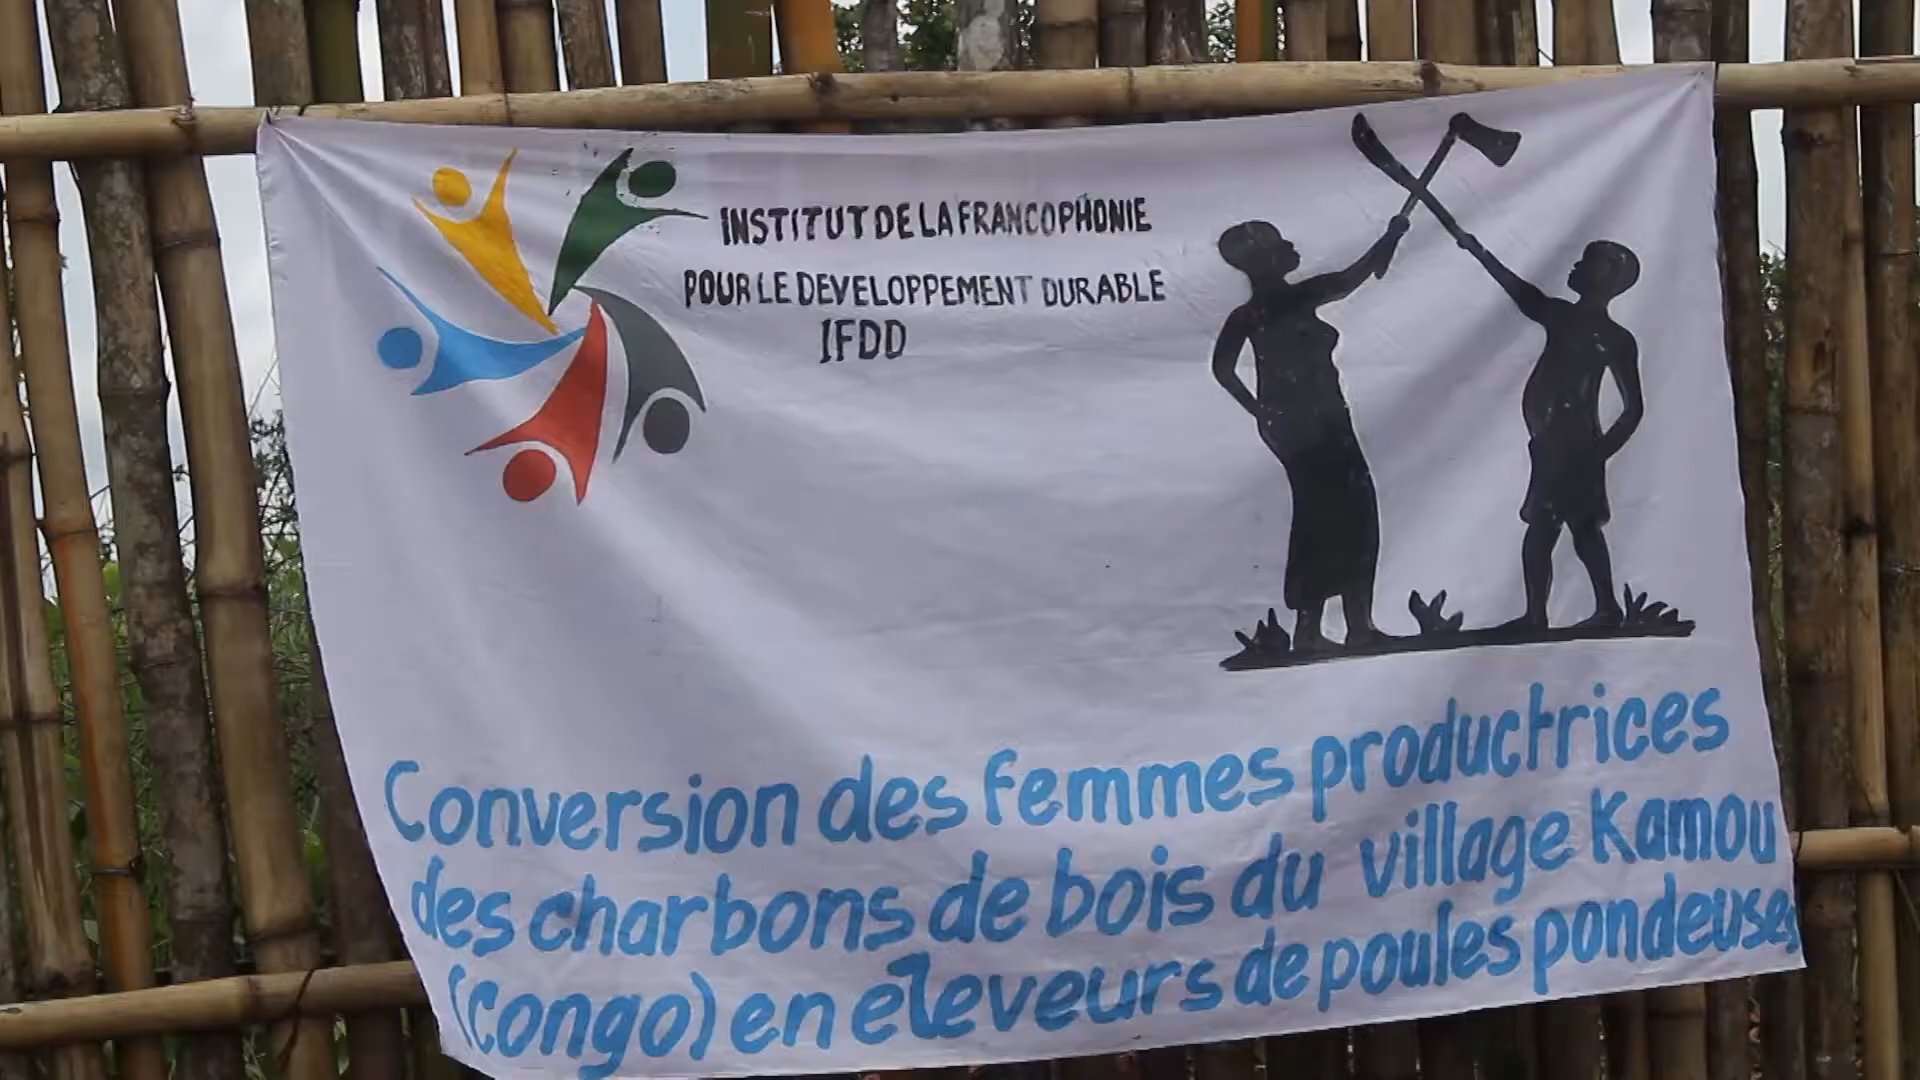 INSTITUT DE LA FRANCOPHONIE
POUR LE DEVELOPPEMENT DURABLE
IFDD
Conversion des femmes productrices
des charbons de bois du village Kamou
(Congo) en éleveurs de poules pondeuses